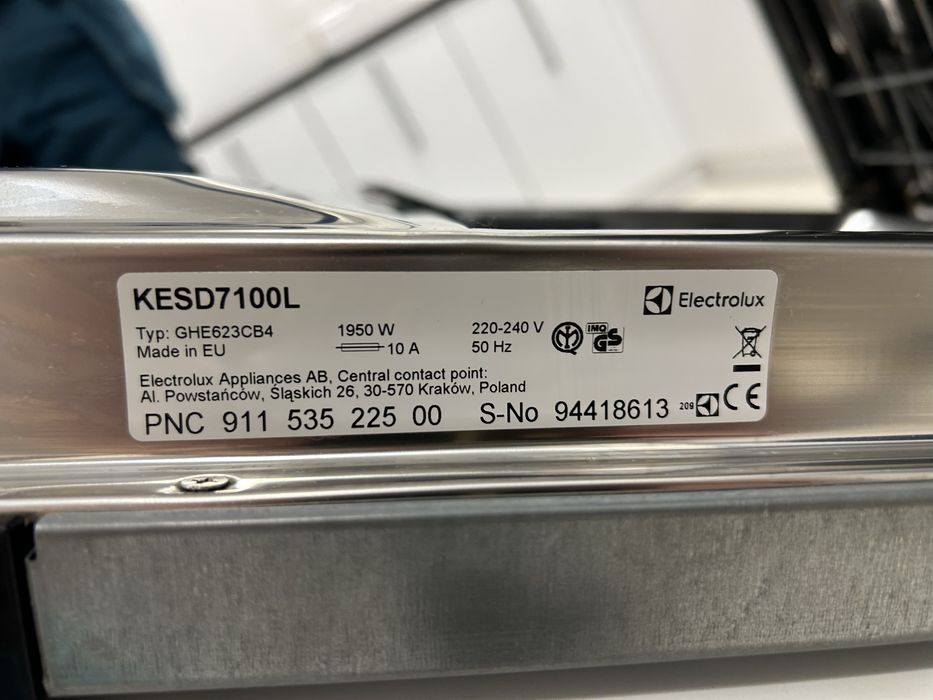 KESD7100L
Electrolux
Typ: GHE623CB4 1950 W 220-240 V
Made in EU 10 A 50 Hz
IMQ
GS
Electrolux Appliances AB, Central contact point:
Al. Powstańców, Śląskich 26, 30-570 Kraków, Poland
PNC 911 535 225 00 S-No 94418613 209 CE